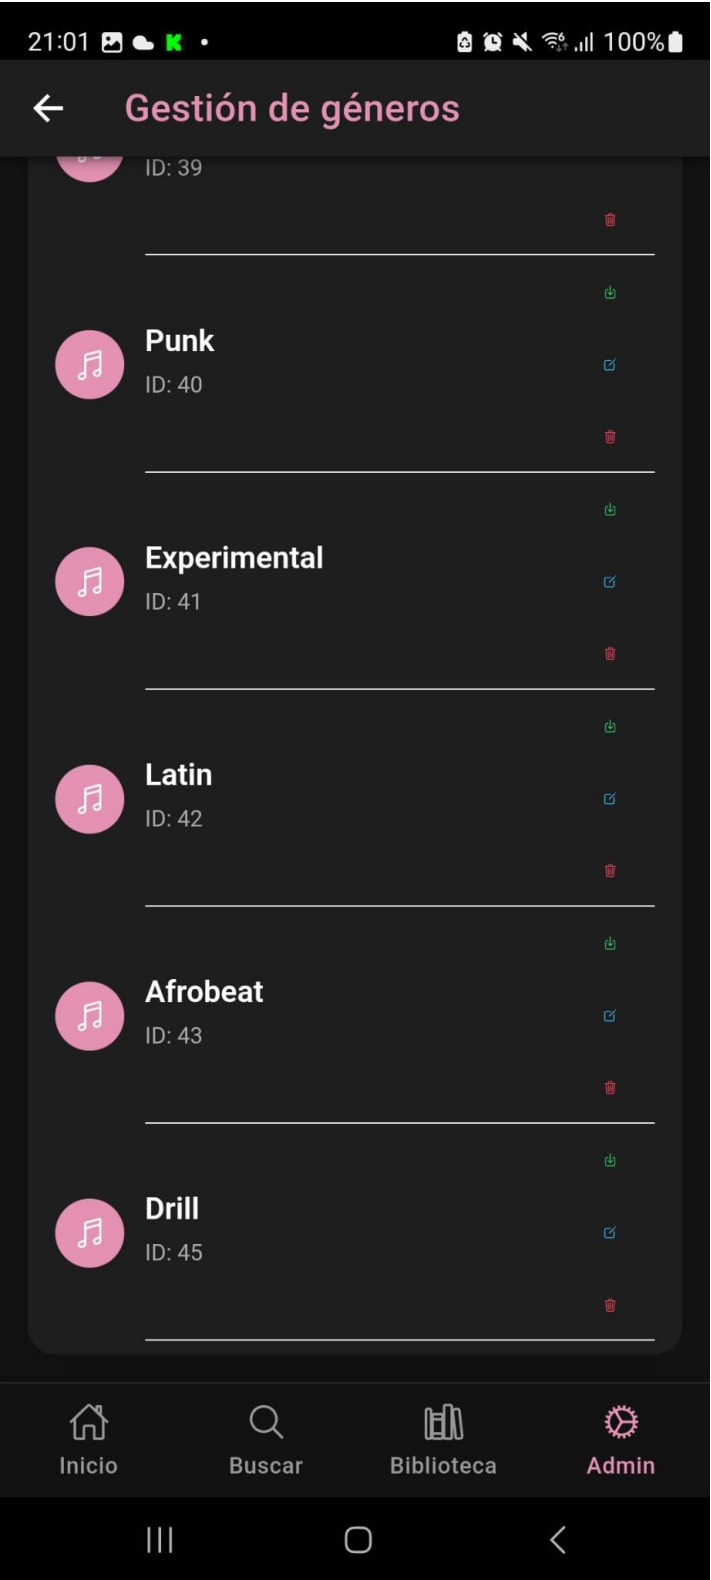 21:01 K 100%
Gestión de géneros
ID: 39
Punk
ID: 40
Experimental
ID: 41
Latin
ID: 42
Afrobeat
ID: 43
Drill
ID: 45
Inicio Buscar Biblioteca Admin